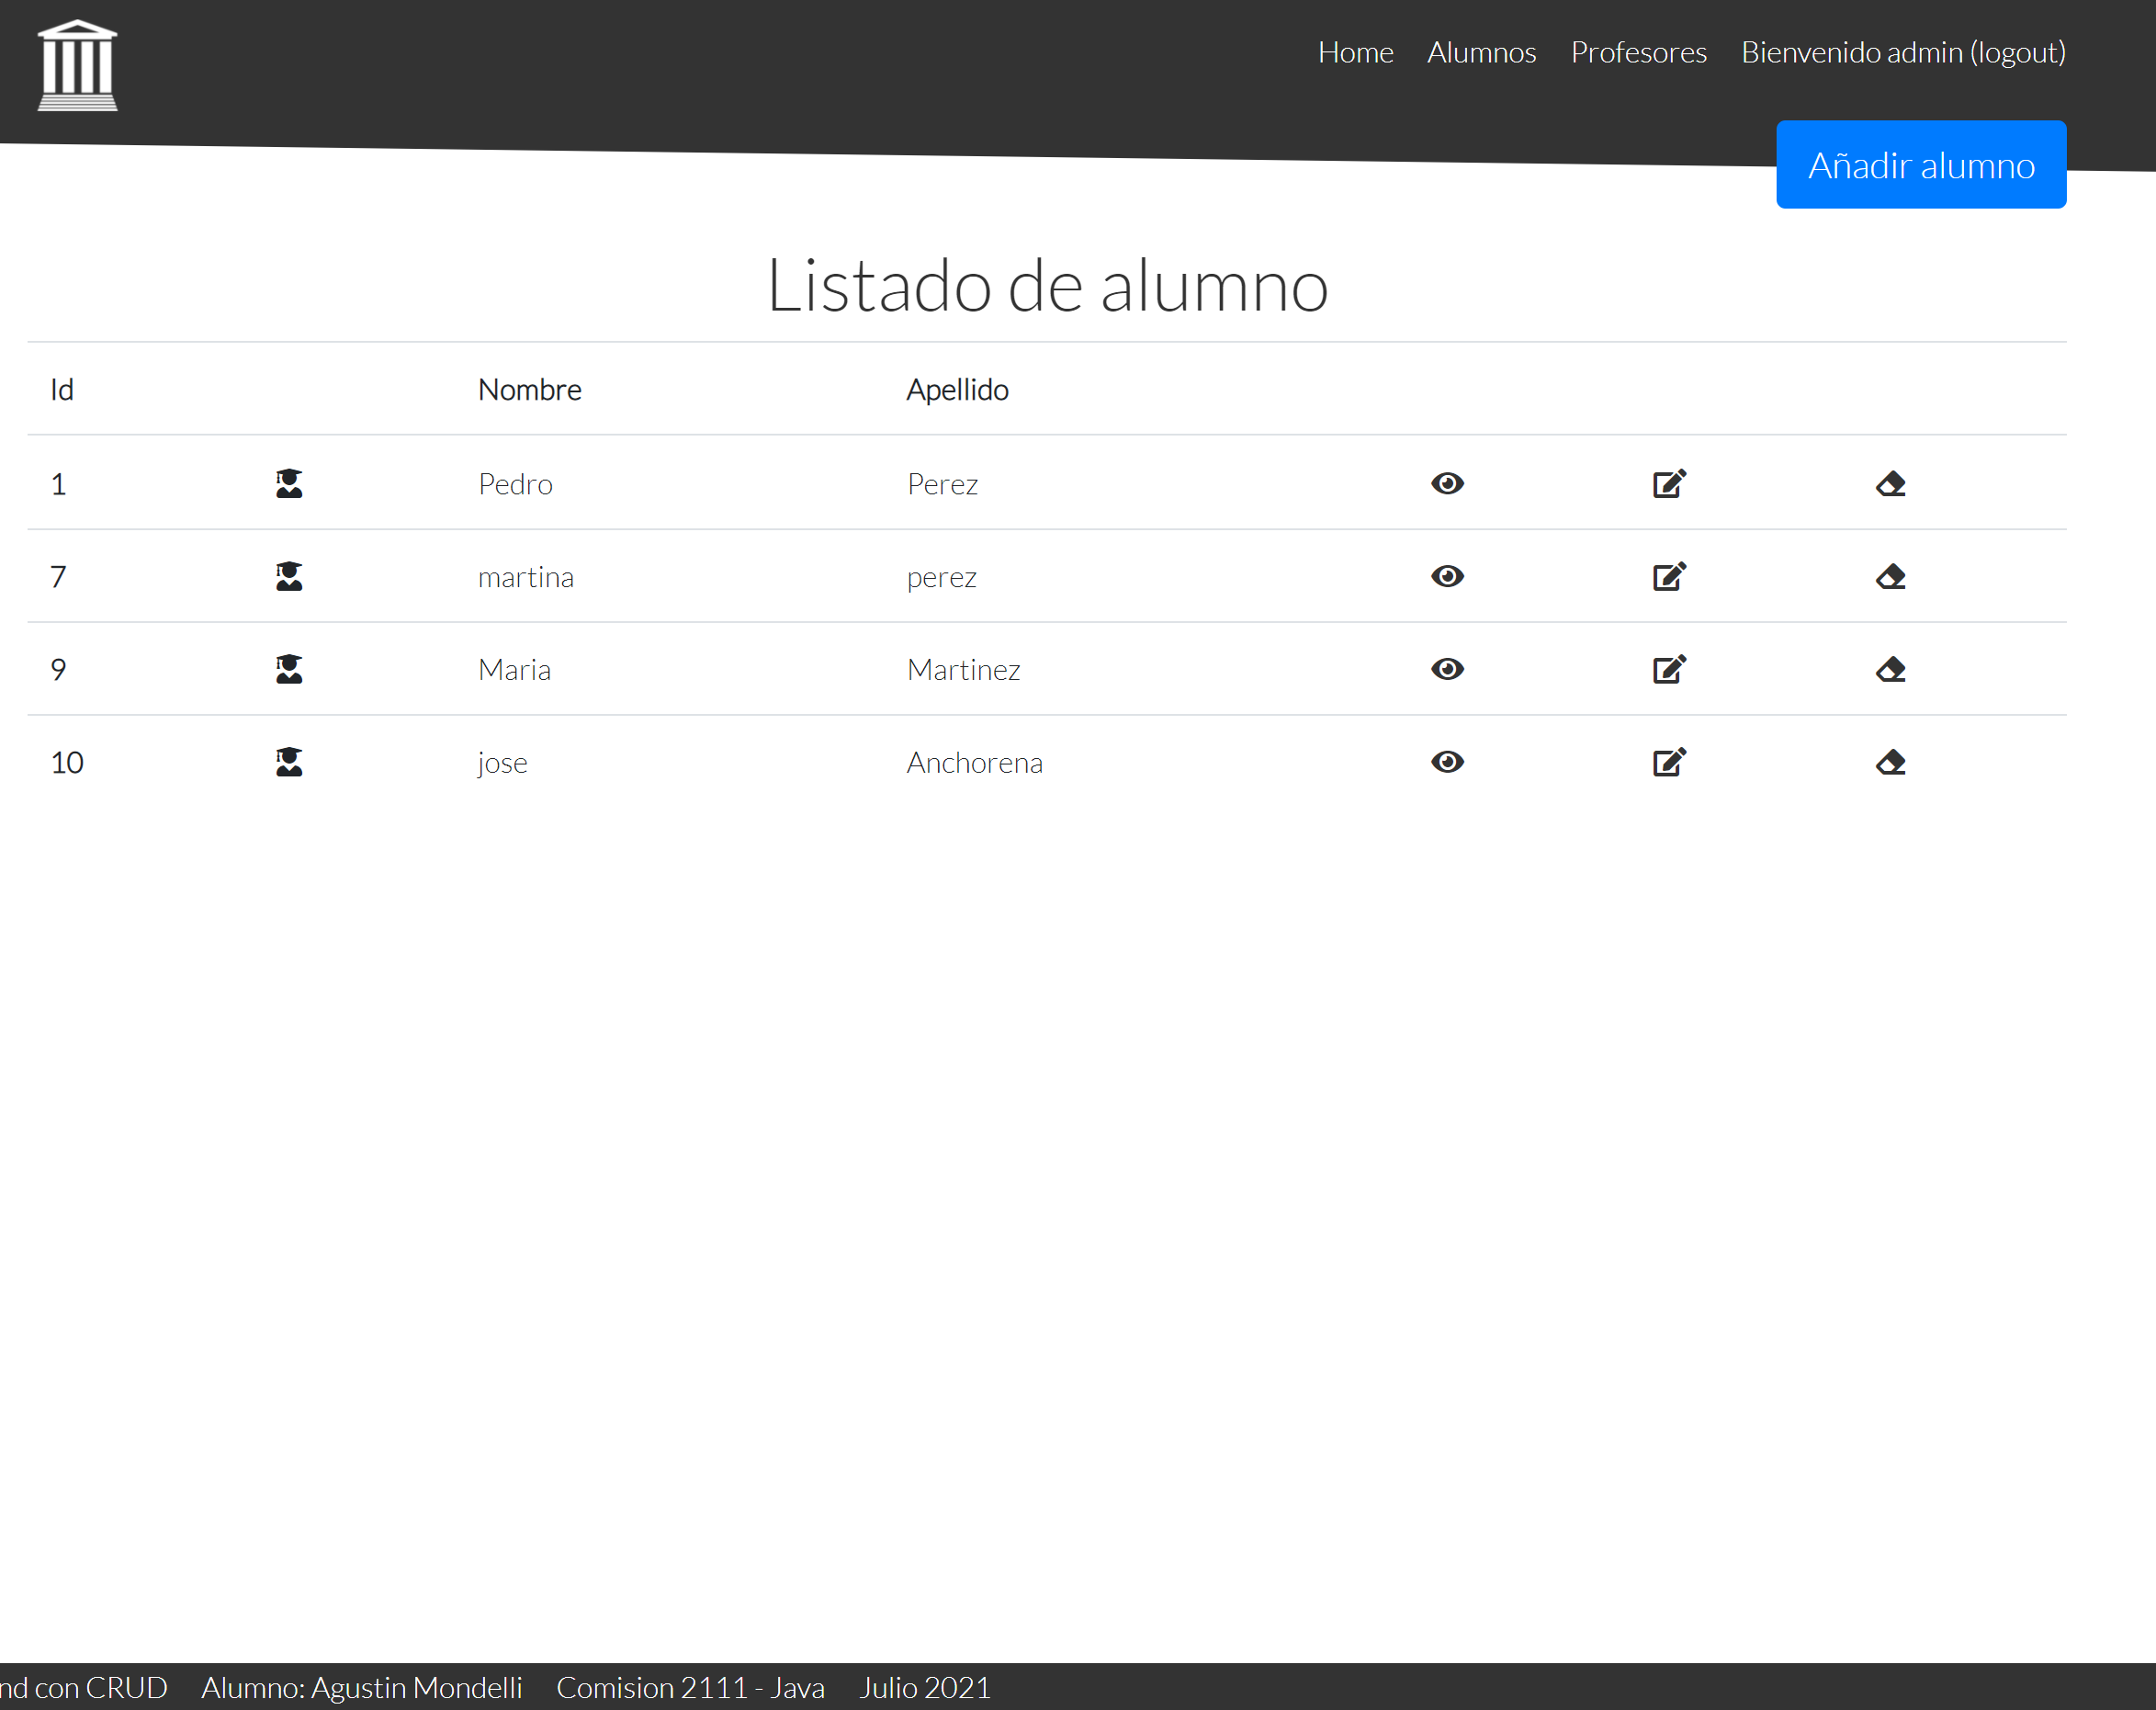 Home Alumnos Profesores Bienvenido admin (logout)
Añadir alumno
Listado de alumno
Id Nombre Apellido
1 Pedro Perez
7 martina perez
9 Maria Martinez
10 jose Anchorena
nd con CRUD Alumno: Agustin Mondelli Comision 2111 - Java Julio 2021